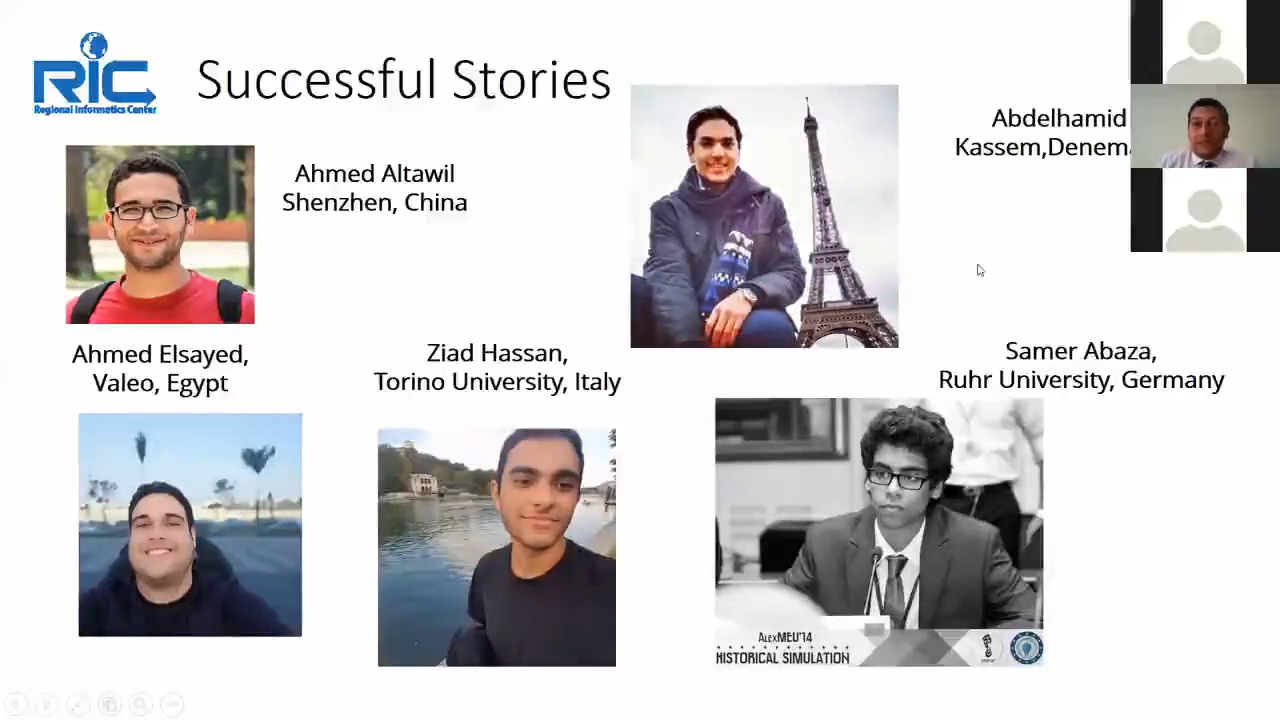 RIC
Regional Informatics Center
Successful Stories
Ahmed Altawil
Shenzhen, China
Abdelhamid
Kassem,Denema
Ahmed Elsayed,
Valeo, Egypt
Ziad Hassan,
Torino University, Italy
Samer Abaza,
Ruhr University, Germany
ALEXMEU'14
HISTORICAL SIMULATION